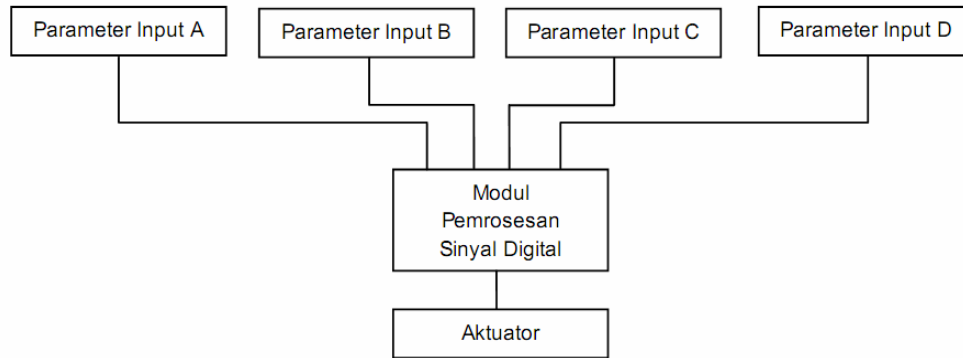 Parameter Input A
Parameter Input B
Parameter Input C
Parameter Input D
Modul
Pemrosesan
Sinyal Digital
Aktuator